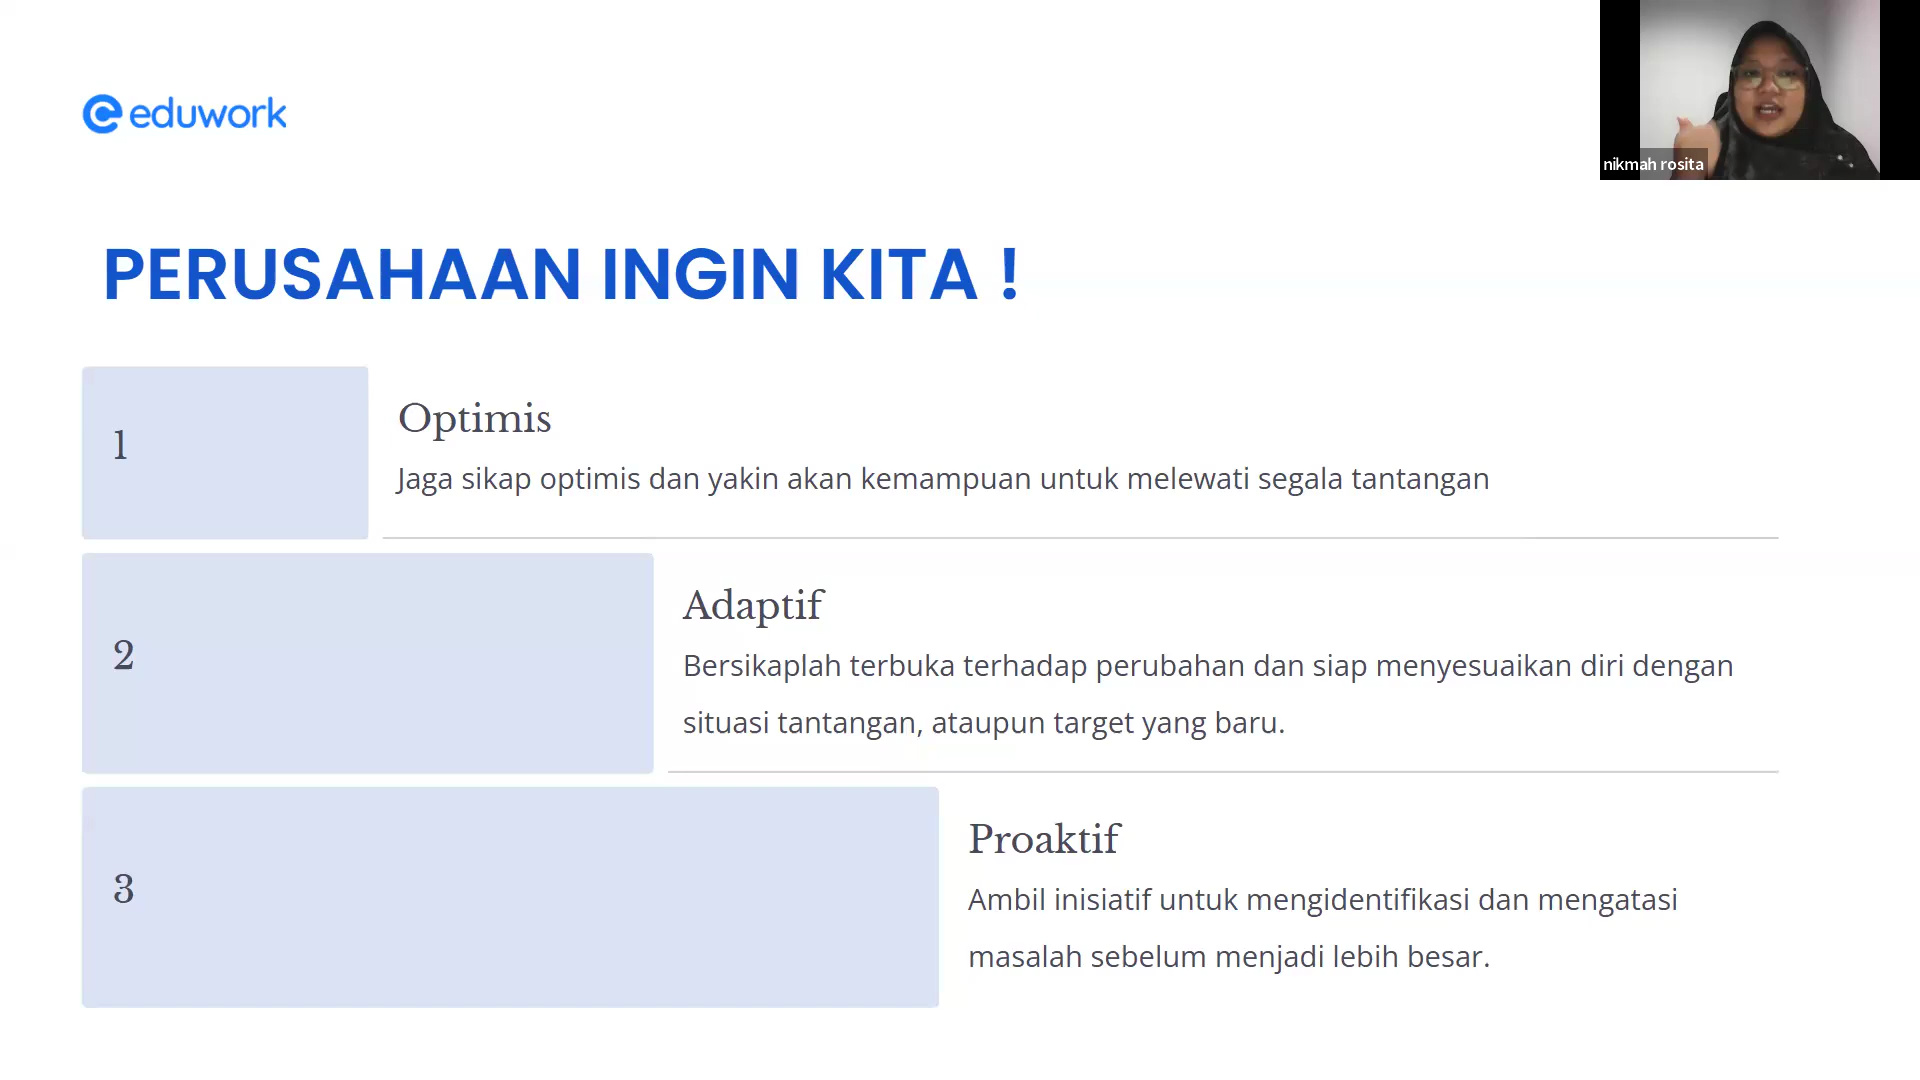 eduwork
nikmah rosita
PERUSAHAAN INGIN KITA !
1
Optimis
Jaga sikap optimis dan yakin akan kemampuan untuk melewati segala tantangan
2
Adaptif
Bersikaplah terbuka terhadap perubahan dan siap menyesuaikan diri dengan
situasi tantangan, ataupun target yang baru.
3
Proaktif
Ambil inisiatif untuk mengidentifikasi dan mengatasi
masalah sebelum menjadi lebih besar.